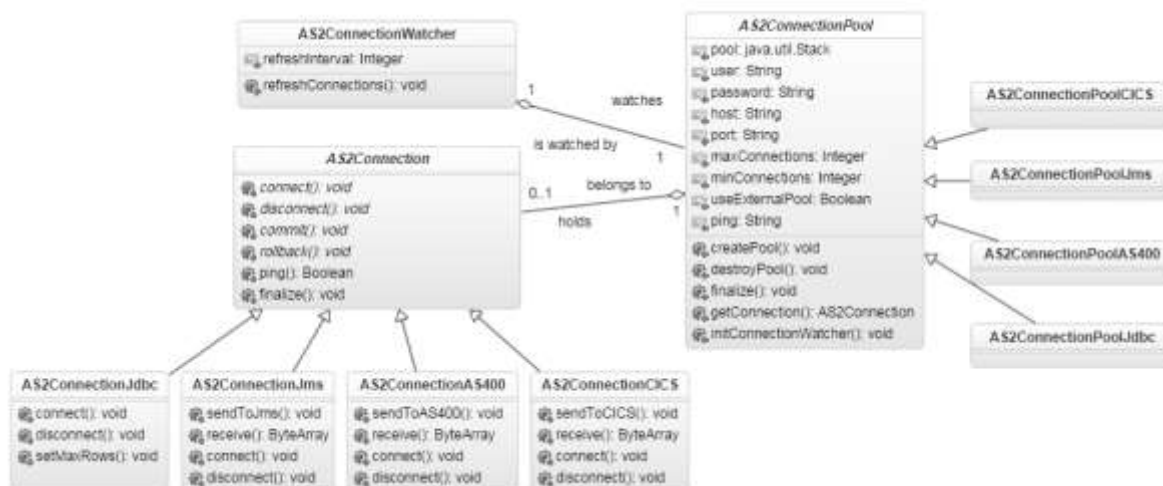 AS2ConnectionWatcher
refreshInterval: Integer
refreshConnections(): void
1
watches
is watched by
1
AS2ConnectionPool
pool: java.util.Stack
user: String
password: String
host: String
port: String
maxConnections: Integer
minConnections: Integer
useExternalPool: Boolean
ping: String
createPool(): void
destroyPool(): void
finalize(): void
getConnection(): AS2Connection
initConnectionWatcher(): void
AS2ConnectionPoolCICS
AS2ConnectionPoolJms
AS2ConnectionPoolAS400
AS2ConnectionPoolJdbc
AS2Connection
connect(): void
disconnect(): void
commit(): void
rollback(): void
ping(): Boolean
finalize(): void
0..1
belongs to
1
holds
AS2ConnectionJdbc
connect(): void
disconnect(): void
setMaxRows(): void
AS2ConnectionJms
sendToJms(): void
receive(): ByteArray
connect(): void
disconnect(): void
AS2ConnectionAS400
sendToAS400(): void
receive(): ByteArray
connect(): void
disconnect(): void
AS2ConnectionCICS
sendToCICS(): void
receive(): ByteArray
connect(): void
disconnect(): void